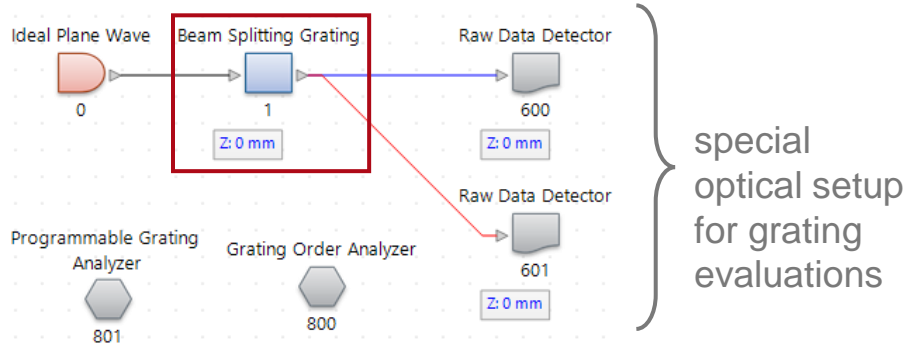 Ideal Plane Wave
0
Beam Splitting Grating
1
Z: 0 mm
Raw Data Detector
600
Z: 0 mm
Raw Data Detector
601
Z: 0 mm
Programmable Grating
Analyzer
801
Grating Order Analyzer
800
special
optical setup
for grating
evaluations